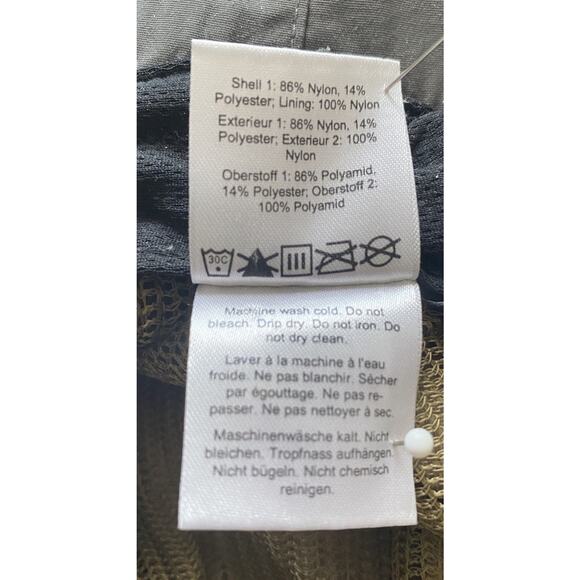 Shell 1: 86% Nylon, 14%
Polyester; Lining: 100% Nylon
Exterieur 1: 86% Nylon, 14%
Polyester; Exterieur 2: 100%
Nylon
Oberstoff 1: 86% Polyamid,
14% Polyester; Oberstoff 2:
100% Polyamid
30C
Machine wash cold. Do not
bleach. Drip dry. Do not iron. Do
not dry clean.
Laver à la machine à l'eau
froide. Ne pas blanchir. Sécher
par égouttage. Ne pas re-
passer. Ne pas nettoyer à sec.
Maschinenwäsche kalt. Nicht
bleichen. Tropfnass aufhängen.
Nicht bügeln. Nicht chemisch
reinigen.